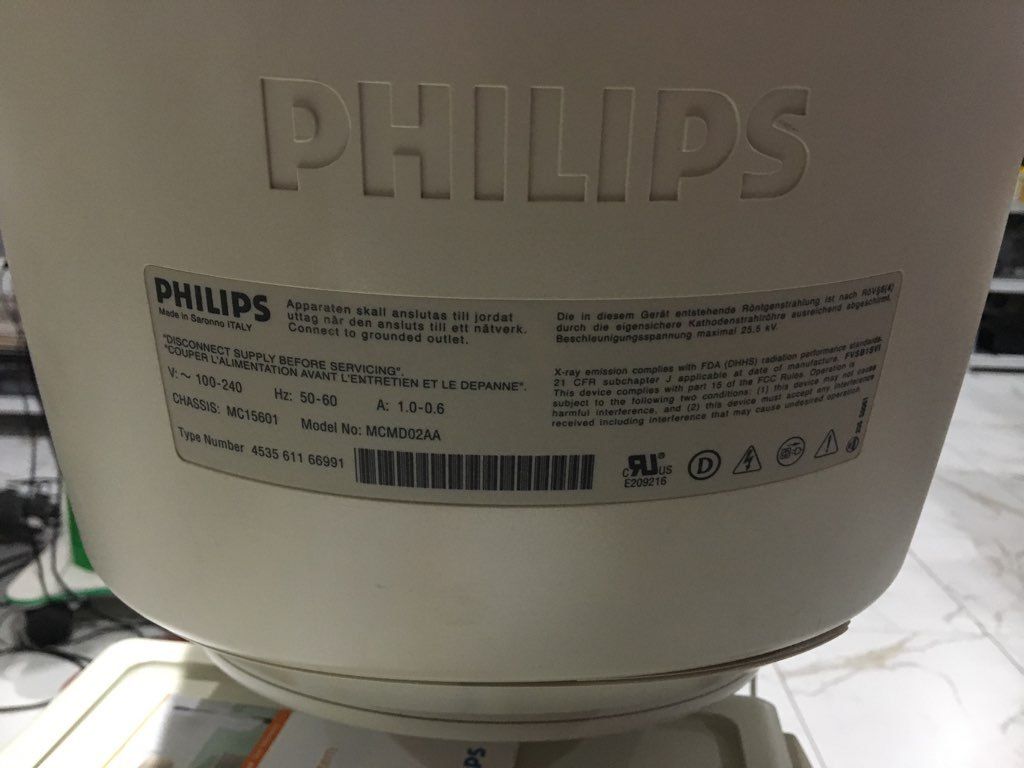 PHILIPS
PHILIPS
Made in Saronno ITALY
Apparaten skall anslutas till jordat
uttag när den ansluts till ett nätverk.
Connect to grounded outlet.
"DISCONNECT SUPPLY BEFORE SERVICING".
"COUPER L'ALIMENTATION AVANT L'ENTRETIEN ET LE DEPANNE".
V: ~ 100-240 Hz: 50-60 A: 1.0-0.6
CHASSIS: MC15601 Model No: MCMD02AA
Type Number 4535 611 66991
Die in diesem Gerät entstehende Röntgenstrahlung ist nach RöV§6(4)
durch die eigensichere Kathodenstrahlröhre ausreichend abgeschirmt.
Beschleunigungsspannung maximal 25.5 kV.
X-ray emission complies with FDA (DHHS) radiation performance standards,
21 CFR subchapter J applicable at date of manufacture.
This device complies with part 15 of the FCC Rules. Operation is
subject to the following two conditions: (1) this device may not cause
harmful interference, and (2) this device must accept any interference
received including interference that may cause undesired operation.
c RU us
E209216
D
PS